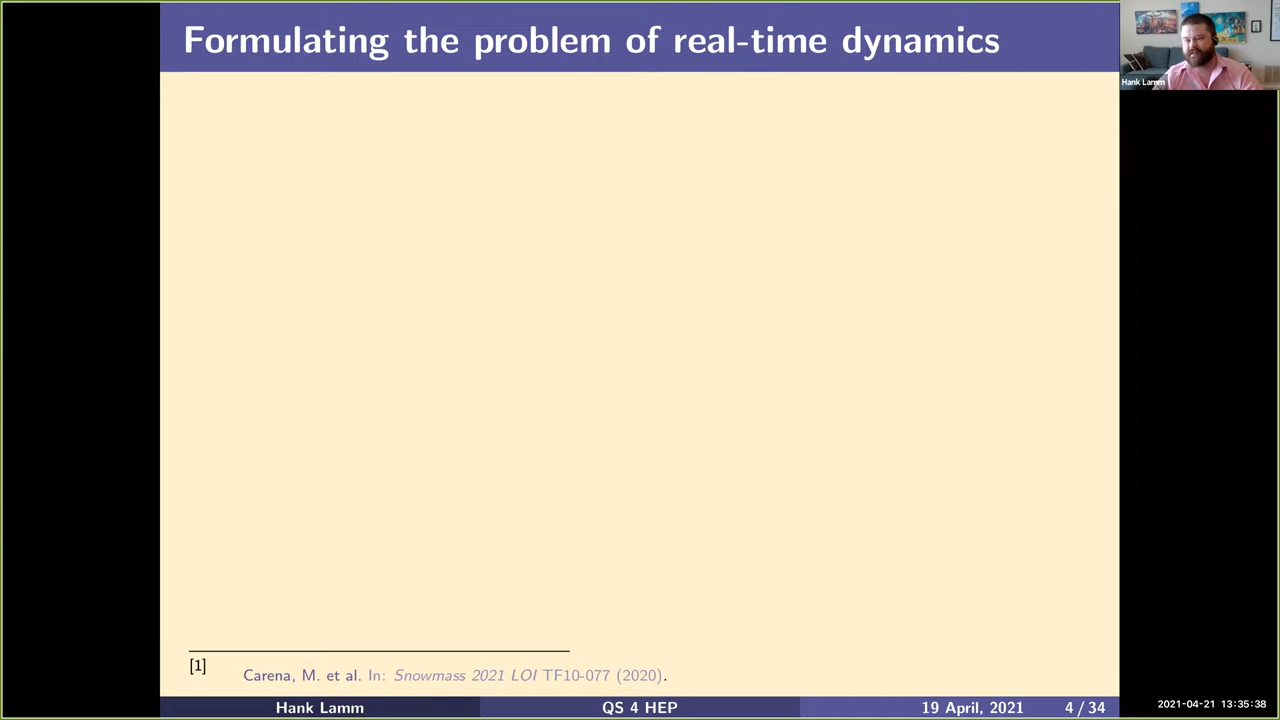 Formulating the problem of real-time dynamics
Hank Lamm
[1]
Carena, M. et al. In: Snowmass 2021 LOI TF10-077 (2020).
Hank Lamm QS 4 HEP 19 April, 2021 4 / 34
2021-04-21 13:35:38